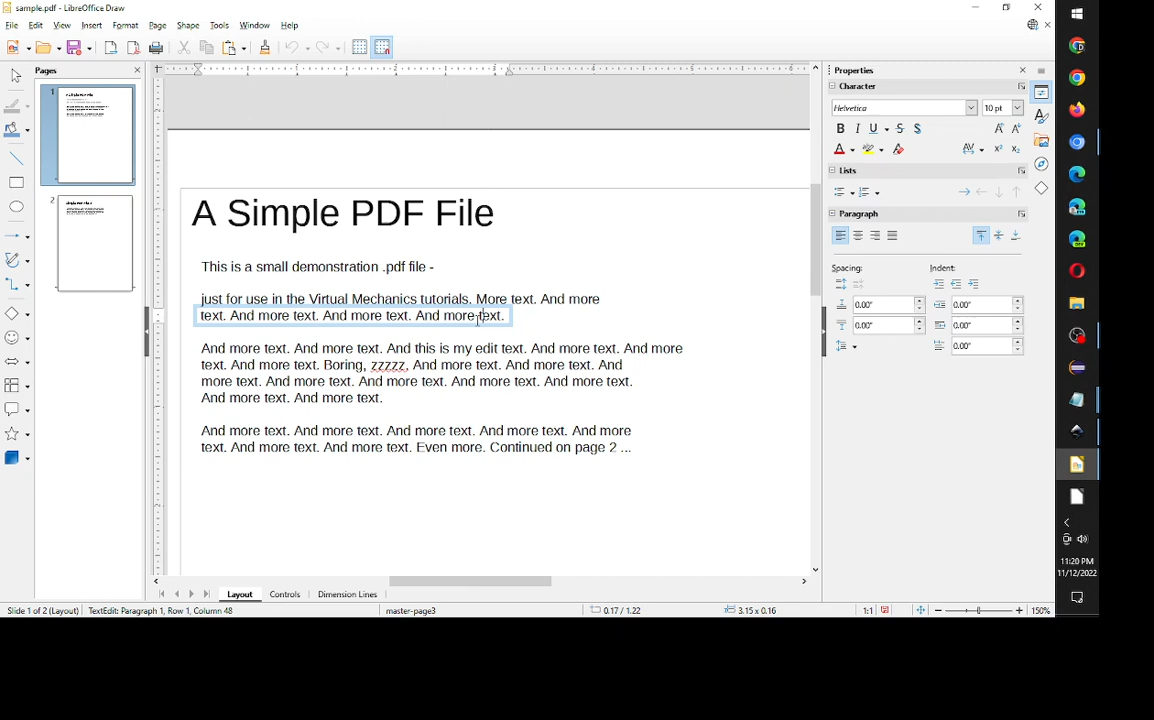 sample.pdf - LibreOffice Draw
File Edit View Insert Format Page Shape Tools Window Help
Pages
1
2
A Simple PDF File
This is a small demonstration .pdf file -
just for use in the Virtual Mechanics tutorials. More text. And more
text. And more text. And more text. And more text.
And more text. And more text. And this is my edit text. And more text. And more
text. And more text. Boring, zzzzz. And more text. And more text. And
more text. And more text. And more text. And more text. And more text.
And more text. And more text.
And more text. And more text. And more text. And more text. And more
text. And more text. And more text. Even more. Continued on page 2 ...
Properties
Character
Helvetica 10 pt
Lists
Paragraph
Spacing: Indent:
0.00" 0.00"
0.00" 0.00"
0.00"
Layout Controls Dimension Lines
Slide 1 of 2 (Layout) TextEdit: Paragraph 1, Row 1, Column 48 master-page3 0.17 / 1.22 3.15 x 0.16 1:1 150%
11:20 PM
11/12/2022